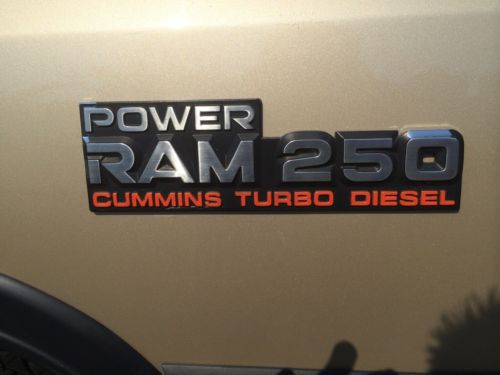 POWER
RAM 250
CUMMINS TURBO DIESEL